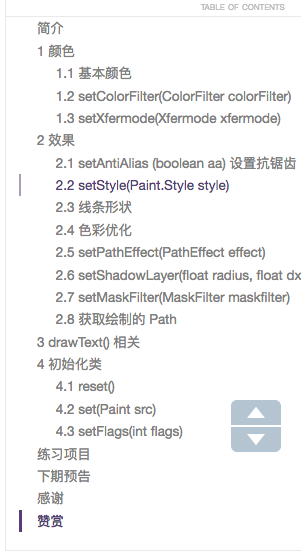 TABLE OF CONTENTS
简介
1 颜色
1.1 基本颜色
1.2 setColorFilter(ColorFilter colorFilter)
1.3 setXfermode(Xfermode xfermode)
2 效果
2.1 setAntiAlias (boolean aa) 设置抗锯齿
2.2 setStyle(Paint.Style style)
2.3 线条形状
2.4 色彩优化
2.5 setPathEffect(PathEffect effect)
2.6 setShadowLayer(float radius, float dx
2.7 setMaskFilter(MaskFilter maskfilter)
2.8 获取绘制的 Path
3 drawText() 相关
4 初始化类
4.1 reset()
4.2 set(Paint src)
4.3 setFlags(int flags)
练习项目
下期预告
感谢
赞赏